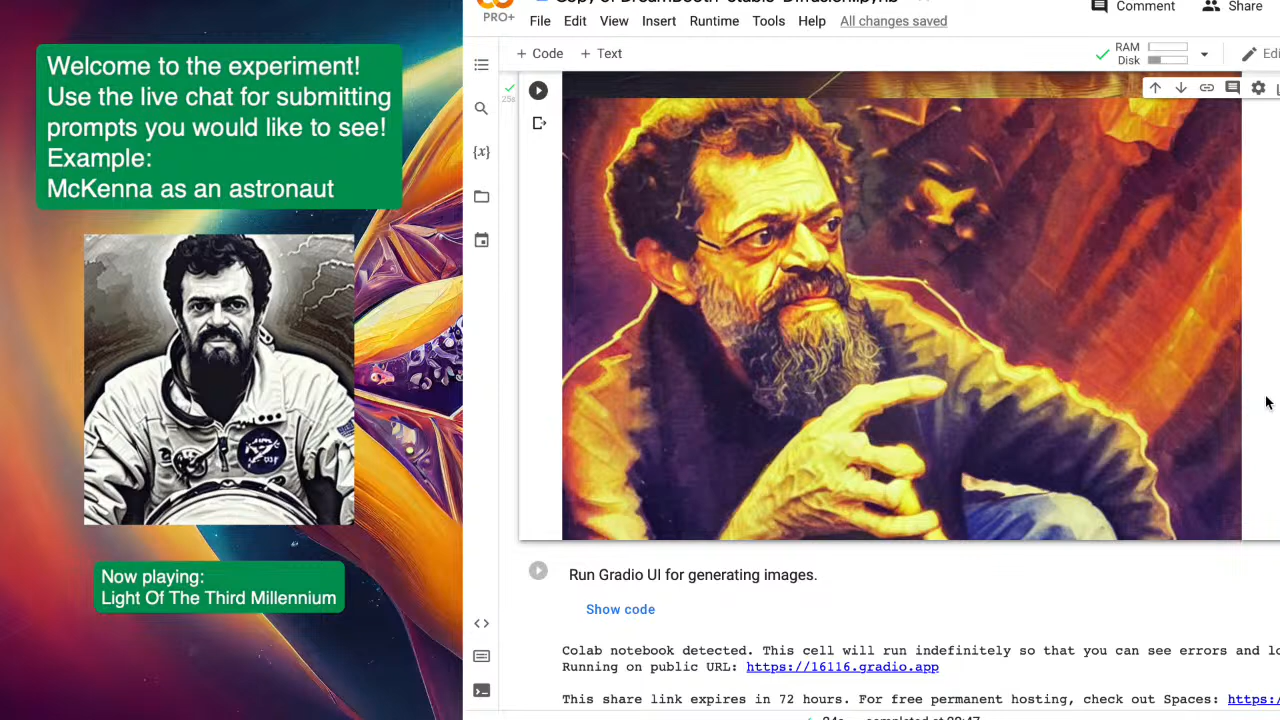 Welcome to the experiment!
Use the live chat for submitting
prompts you would like to see!
Example:
McKenna as an astronaut
Now playing:
Light Of The Third Millennium
PRO+
File Edit View Insert Runtime Tools Help All changes saved
Comment Share
+ Code + Text
RAM
Disk
25s
{x}
Run Gradio UI for generating images.
Show code
Colab notebook detected. This cell will run indefinitely so that you can see errors and
Running on public URL: https://16116.gradio.app
This share link expires in 72 hours. For free permanent hosting, check out Spaces: https:/